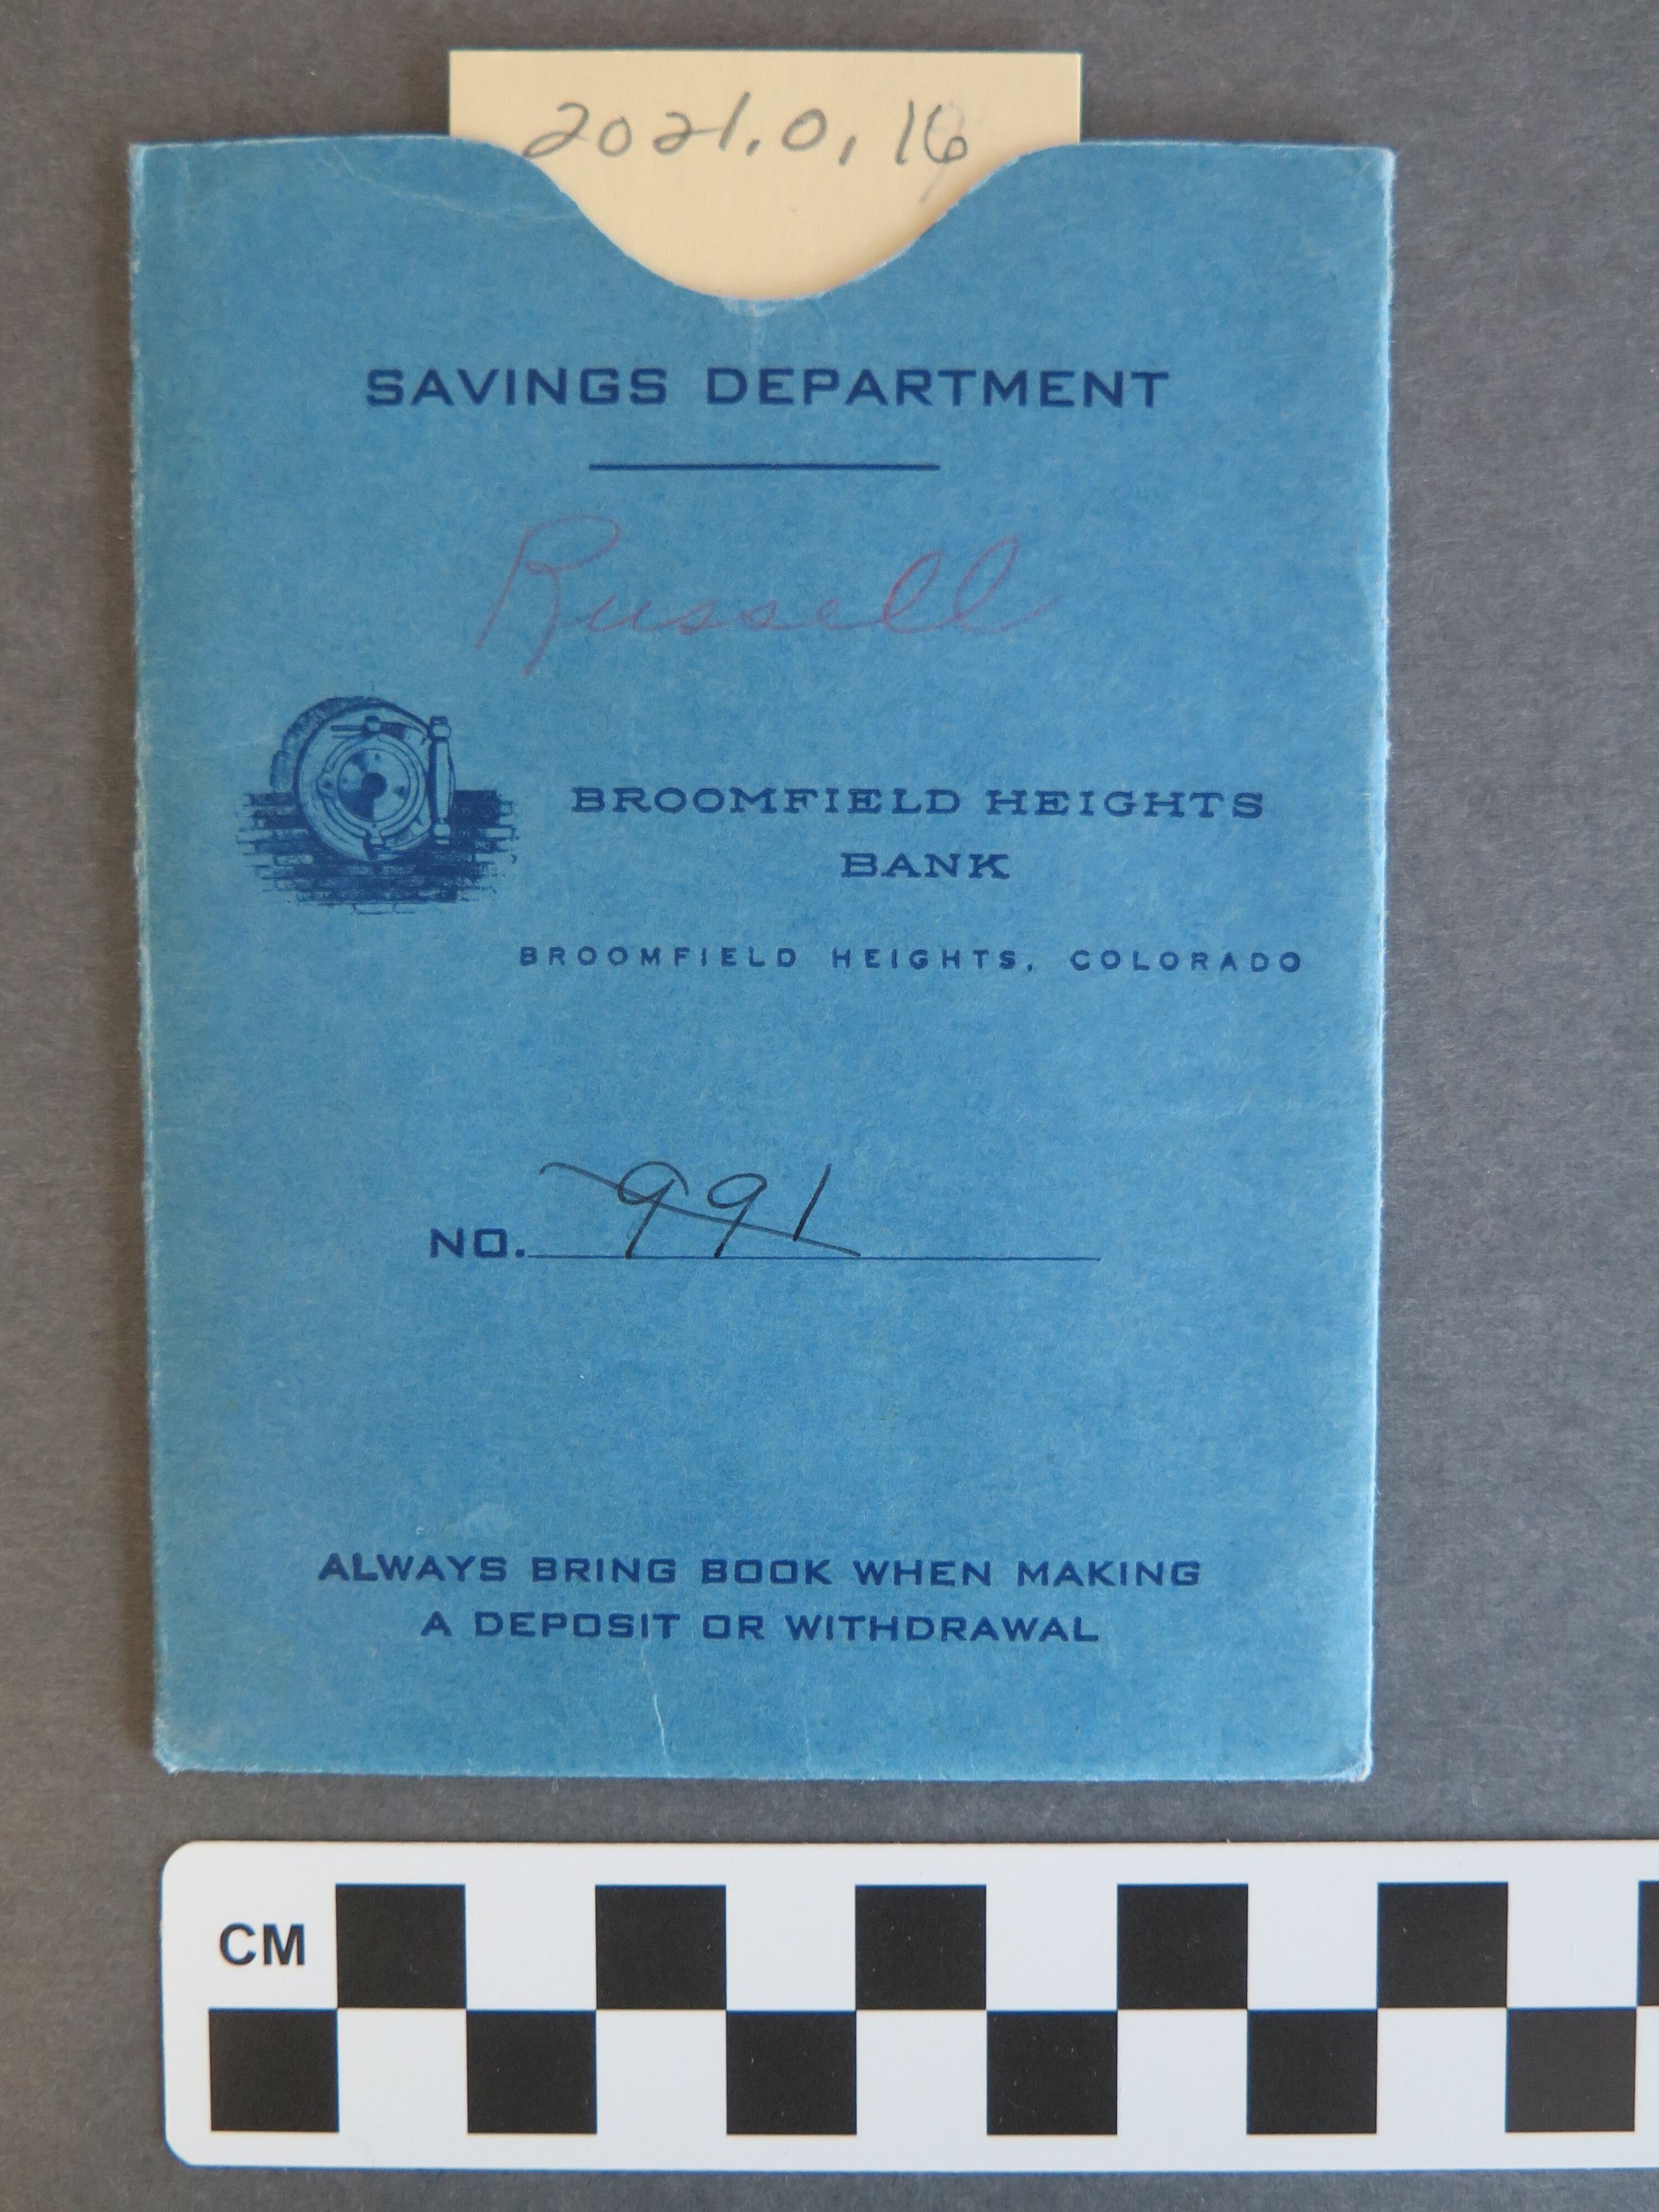 2021.0.16
SAVINGS DEPARTMENT
Russell
BROOMFIELD HEIGHTS
BANK
BROOMFIELD HEIGHTS, COLORADO
NO. 991
ALWAYS BRING BOOK WHEN MAKING
A DEPOSIT OR WITHDRAWAL
CM